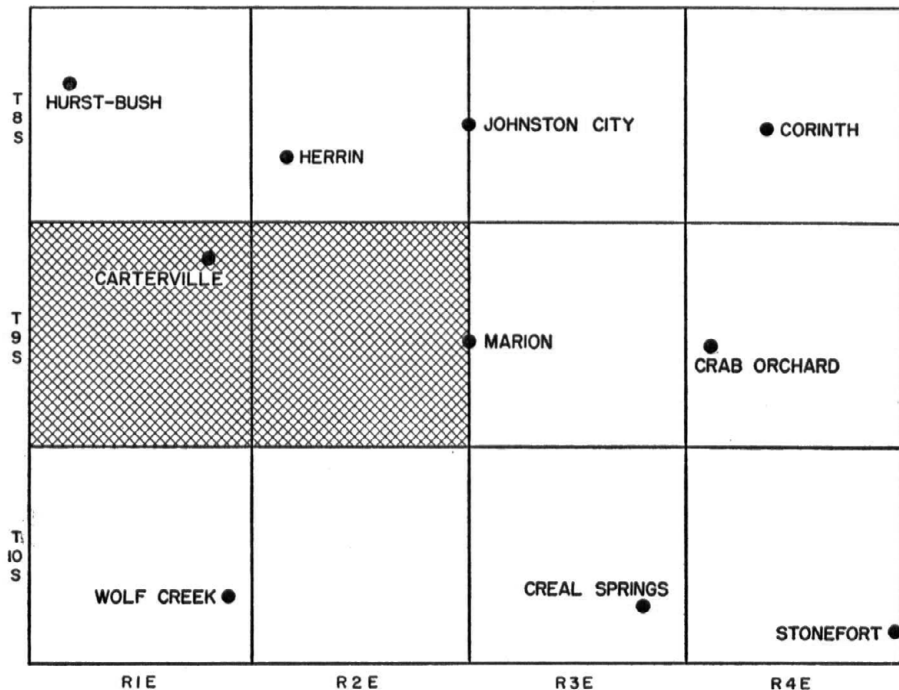 T
8
S
HURST-BUSH
JOHNSTON CITY
CORINTH
HERRIN
T
9
S
CARTERVILLE
MARION
CRAB ORCHARD
T
10
S
WOLF CREEK
CREAL SPRINGS
STONEFORT
R1E
R2E
R3E
R4E